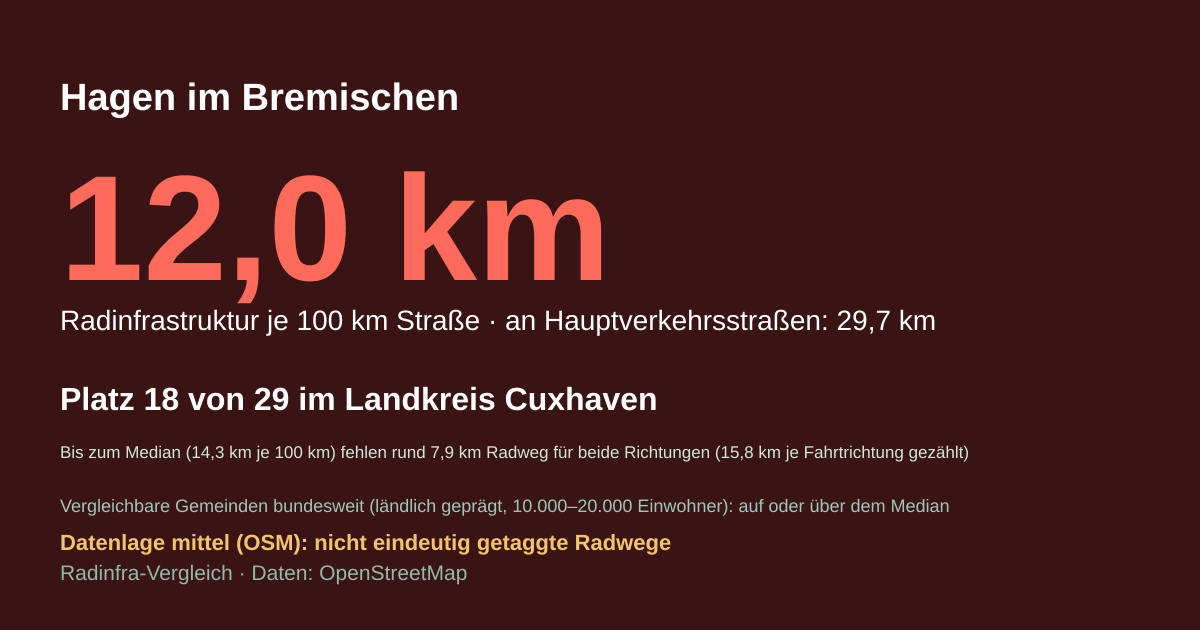 Hagen im Bremischen
12,0 km
Radinfrastruktur je 100 km Straße · an Hauptverkehrsstraßen: 29,7 km
Platz 18 von 29 im Landkreis Cuxhaven
Bis zum Median (14,3 km je 100 km) fehlen rund 7,9 km Radweg für beide Richtungen (15,8 km je Fahrtrichtung gezählt)
Vergleichbare Gemeinden bundesweit (ländlich geprägt, 10.000–20.000 Einwohner): auf oder über dem Median
Datenlage mittel (OSM): nicht eindeutig getaggte Radwege
Radinfra-Vergleich · Daten: OpenStreetMap